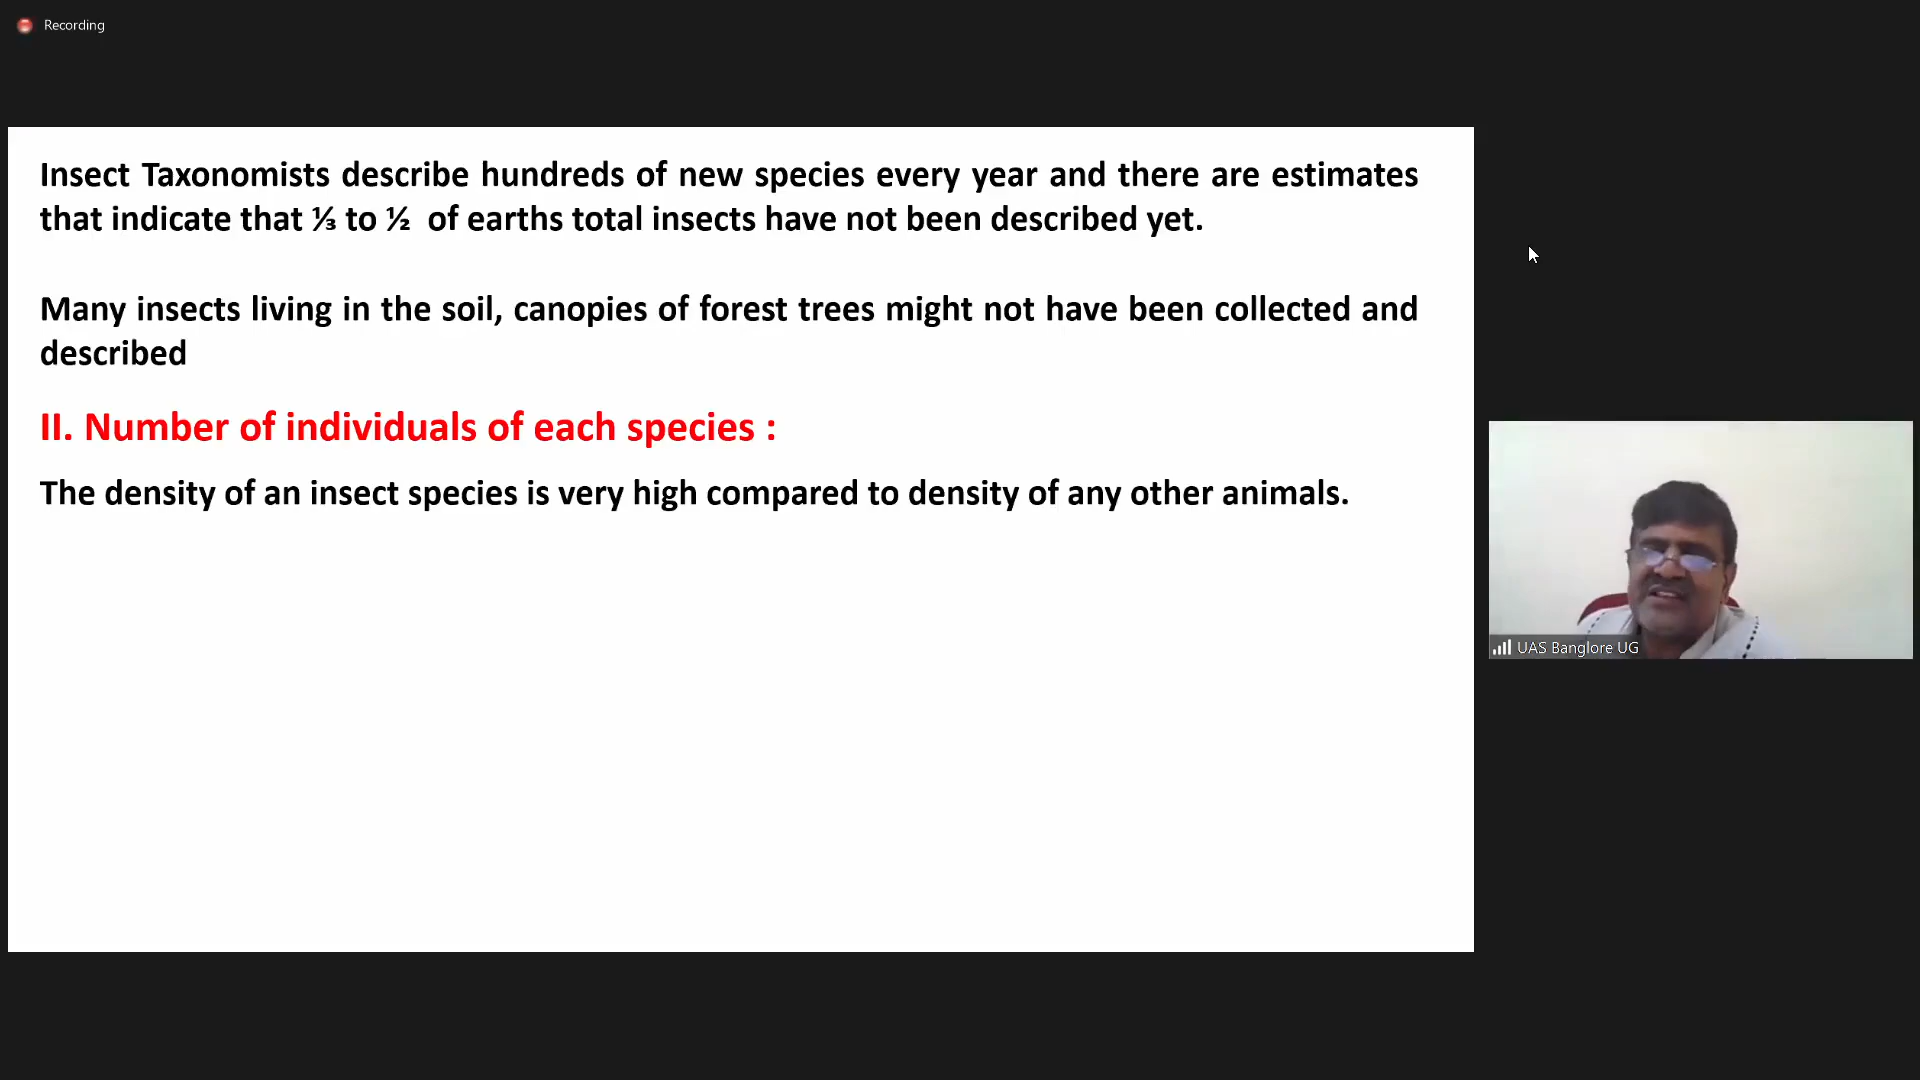 Recording
Insect Taxonomists describe hundreds of new species every year and there are estimates
that indicate that ⅓ to ½ of earths total insects have not been described yet.
Many insects living in the soil, canopies of forest trees might not have been collected and
described
II. Number of individuals of each species :
The density of an insect species is very high compared to density of any other animals.
UAS Banglore UG